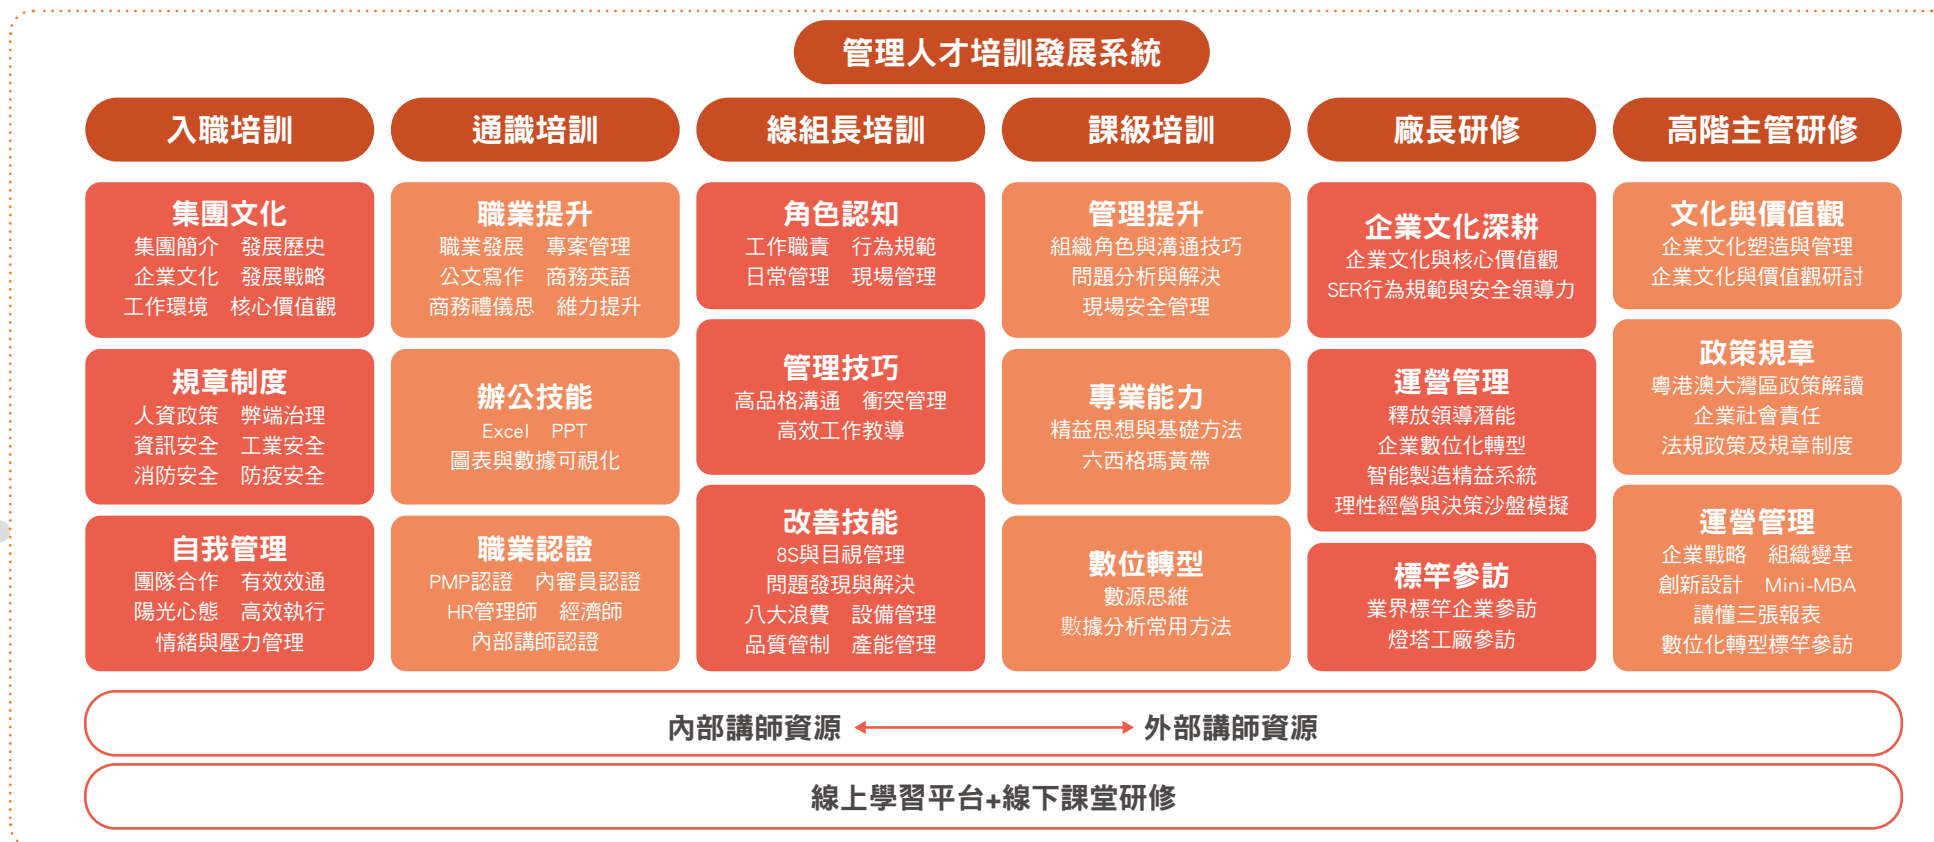 管理人才培訓發展系統
入職培訓
集團文化
集團簡介 發展歷史
企業文化 發展戰略
工作環境 核心價值觀
規章制度
人資政策 弊端治理
資訊安全 工業安全
消防安全 防疫安全
自我管理
團隊合作 有效效通
陽光心態 高效執行
情緒與壓力管理
通識培訓
職業提升
職業發展 專案管理
公文寫作 商務英語
商務禮儀思 維力提升
辦公技能
Excel PPT
圖表與數據可視化
職業認證
PMP認證 內審員認證
HR管理師 經濟師
內部講師認證
線組長培訓
角色認知
工作職責 行為規範
日常管理 現場管理
管理技巧
高品格溝通 衝突管理
高效工作教導
改善技能
8S與目視管理
問題發現與解決
八大浪費 設備管理
品質管制 產能管理
課級培訓
管理提升
組織角色與溝通技巧
問題分析與解決
現場安全管理
專業能力
精益思想與基礎方法
六西格瑪黃帶
數位轉型
數源思維
數據分析常用方法
廠長研修
企業文化深耕
企業文化與核心價值觀
SER行為規範與安全領導力
運營管理
釋放領導潛能
企業數位化轉型
智能製造精益系統
理性經營與決策沙盤模擬
標竿參訪
業界標竿企業參訪
燈塔工廠參訪
高階主管研修
文化與價值觀
企業文化塑造與管理
企業文化與價值觀研討
政策規章
粵港澳大灣區政策解讀
企業社會責任
法規政策及規章制度
運營管理
企業戰略 組織變革
創新設計 Mini-MBA
讀懂三張報表
數位化轉型標竿參訪
內部講師資源 外部講師資源
線上學習平台+線下課堂研修